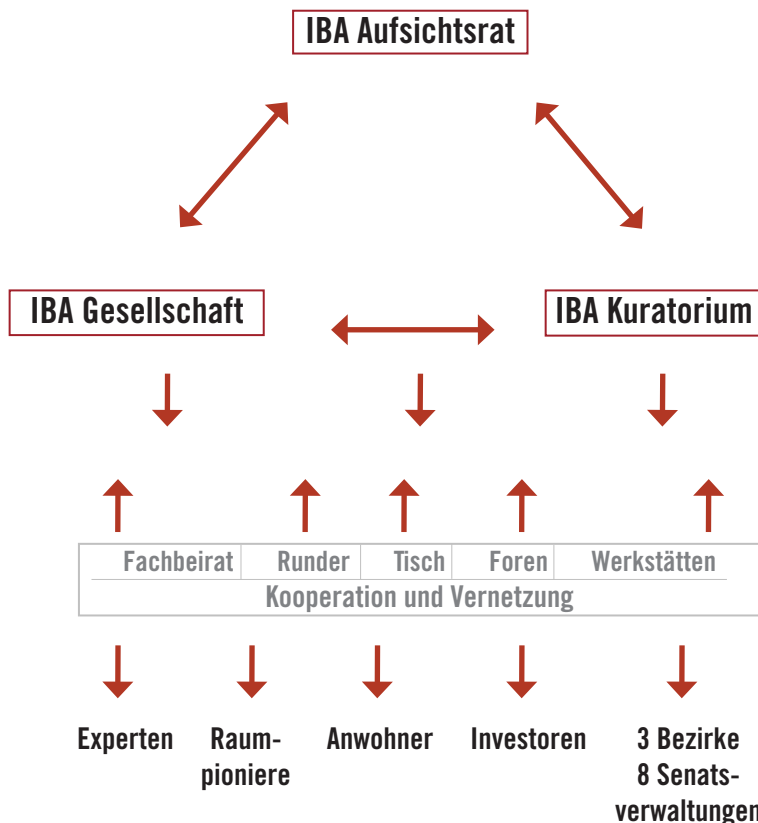 IBA Aufsichtsrat
IBA Gesellschaft
IBA Kuratorium
Fachbeirat Runder Tisch Foren Werkstätten
Kooperation und Vernetzung
Experten
Raum-
pioniere
Anwohner
Investoren
3 Bezirke
8 Senats-
verwaltungen